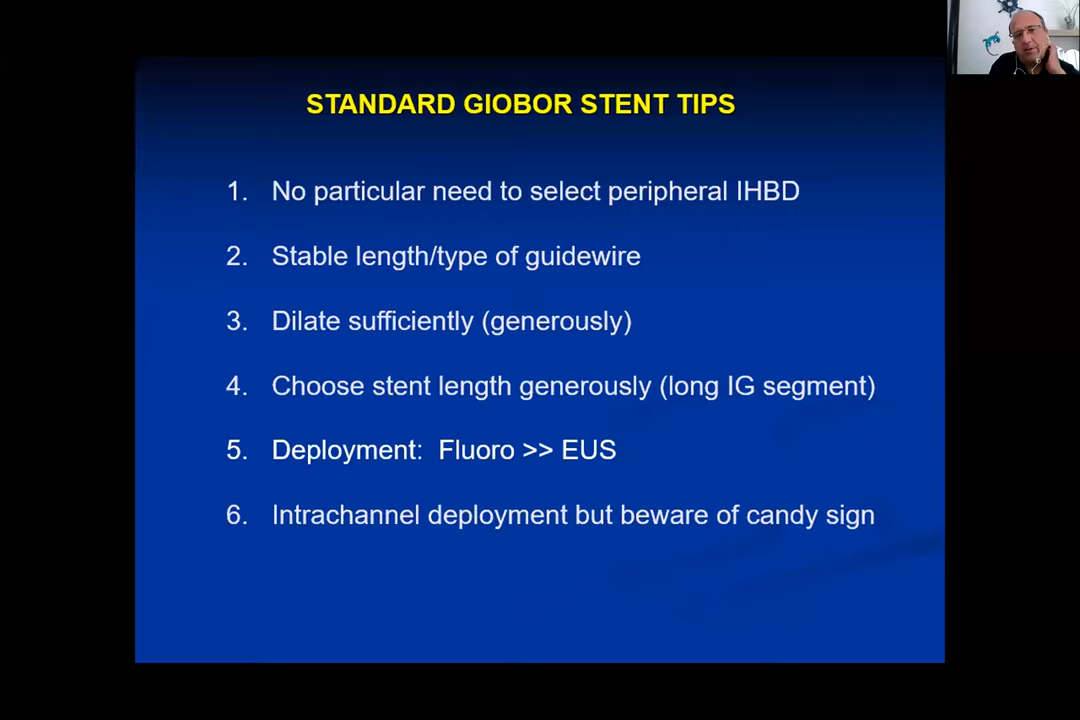 STANDARD GIOBOR STENT TIPS
1. No particular need to select peripheral IHBD
2. Stable length/type of guidewire
3. Dilate sufficiently (generously)
4. Choose stent length generously (long IG segment)
5. Deployment: Fluoro >> EUS
6. Intrachannel deployment but beware of candy sign